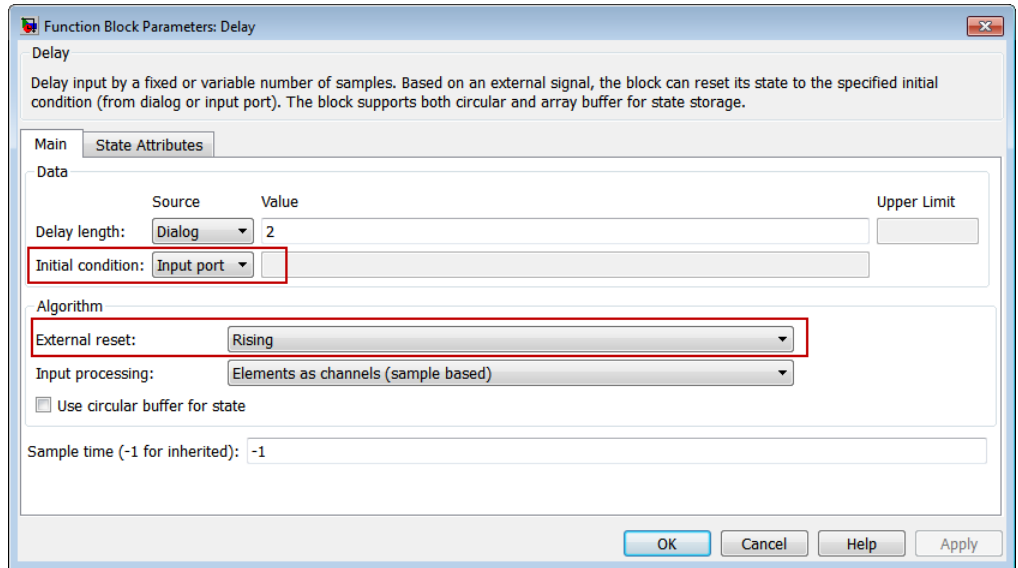 Function Block Parameters: Delay
Delay
Delay input by a fixed or variable number of samples. Based on an external signal, the block can reset its state to the specified initial
condition (from dialog or input port). The block supports both circular and array buffer for state storage.
Main State Attributes
Data
Source Value Upper Limit
Delay length: Dialog 2
Initial condition: Input port
Algorithm
External reset: Rising
Input processing: Elements as channels (sample based)
Use circular buffer for state
Sample time (-1 for inherited): -1
OK Cancel Help Apply